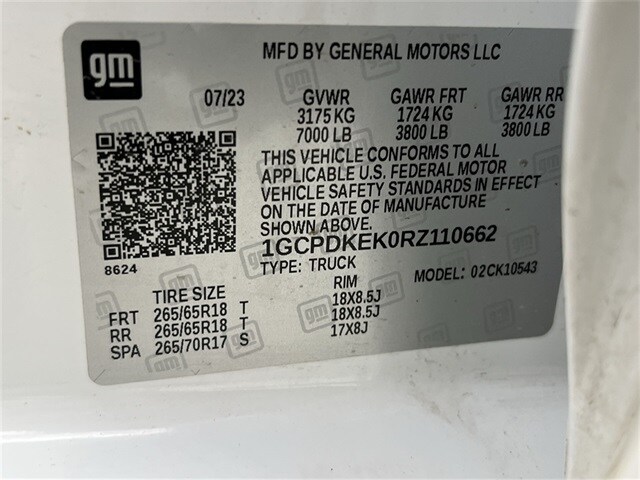 gm
MFD BY GENERAL MOTORS LLC
07/23 GVWR GAWR FRT GAWR RR
3175 KG 1724 KG 1724 KG
7000 LB 3800 LB 3800 LB
THIS VEHICLE CONFORMS TO ALL
APPLICABLE U.S. FEDERAL MOTOR
VEHICLE SAFETY STANDARDS IN EFFECT
ON THE DATE OF MANUFACTURE
SHOWN ABOVE.
1GCPDKEK0RZ110662
8624 TYPE: TRUCK MODEL: 02CK10543
TIRE SIZE RIM
FRT 265/65R18 T 18X8.5J
RR 265/65R18 T 18X8.5J
SPA 265/70R17 S 17X8J